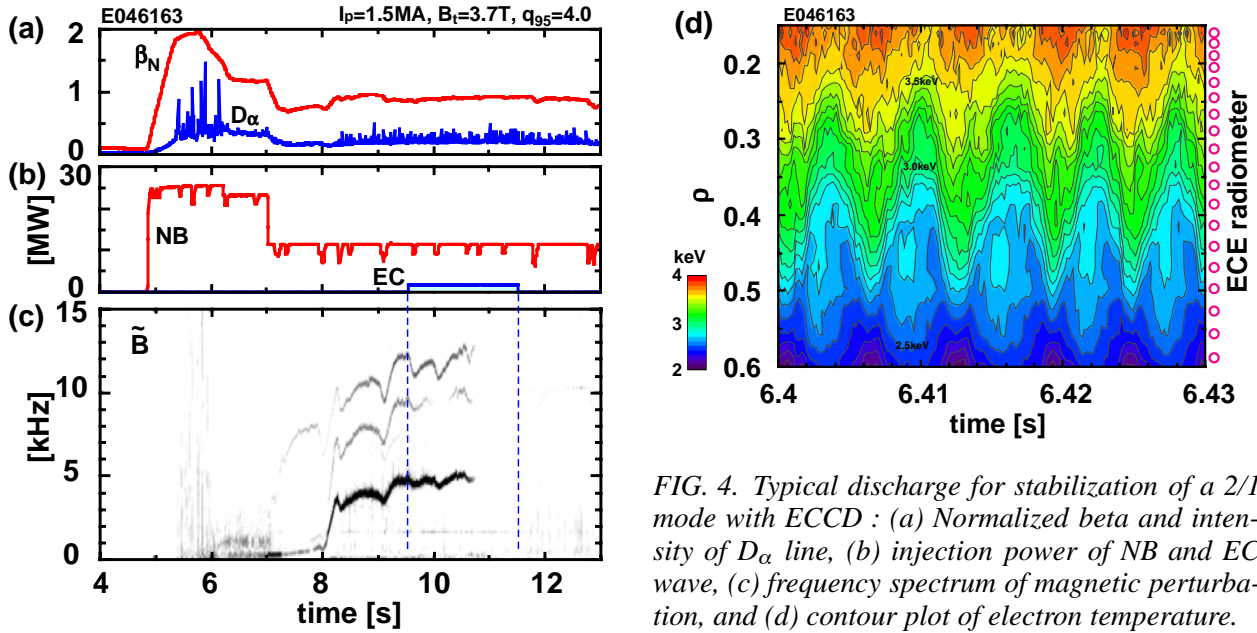 (a)
E046163
Ip=1.5MA, Bt=3.7T, q95=4.0
2
1
0
βN
Dα
(b)
30
0
[MW]
NB
EC
(c)
15
10
5
0
[kHz]
B̃
4 6 8 10 12
time [s]
(d)
E046163
0.2
0.3
0.4
0.5
0.6
ρ
3.5keV
3.0keV
2.5keV
keV
4
3
2
6.4 6.41 6.42 6.43
time [s]
ECE radiometer
FIG. 4. Typical discharge for stabilization of a 2/1
mode with ECCD : (a) Normalized beta and inten-
sity of Dα line, (b) injection power of NB and EC
wave, (c) frequency spectrum of magnetic perturba-
tion, and (d) contour plot of electron temperature.